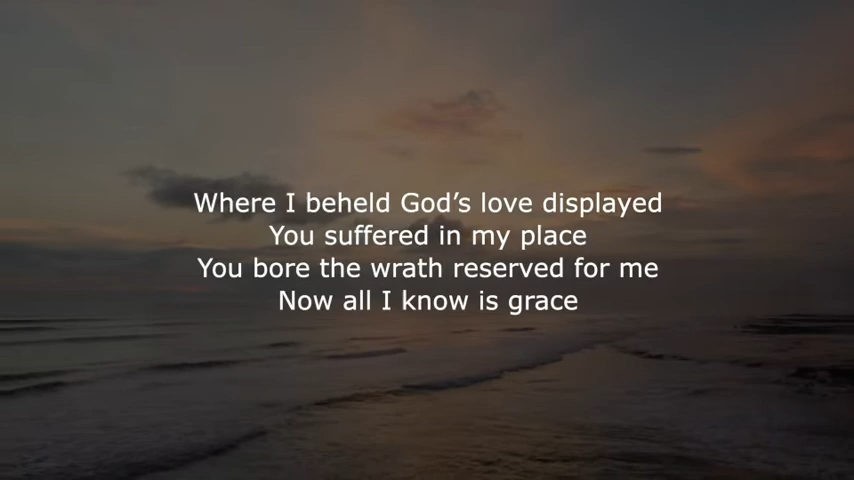 Where I beheld God’s love displayed
You suffered in my place
You bore the wrath reserved for me
Now all I know is grace